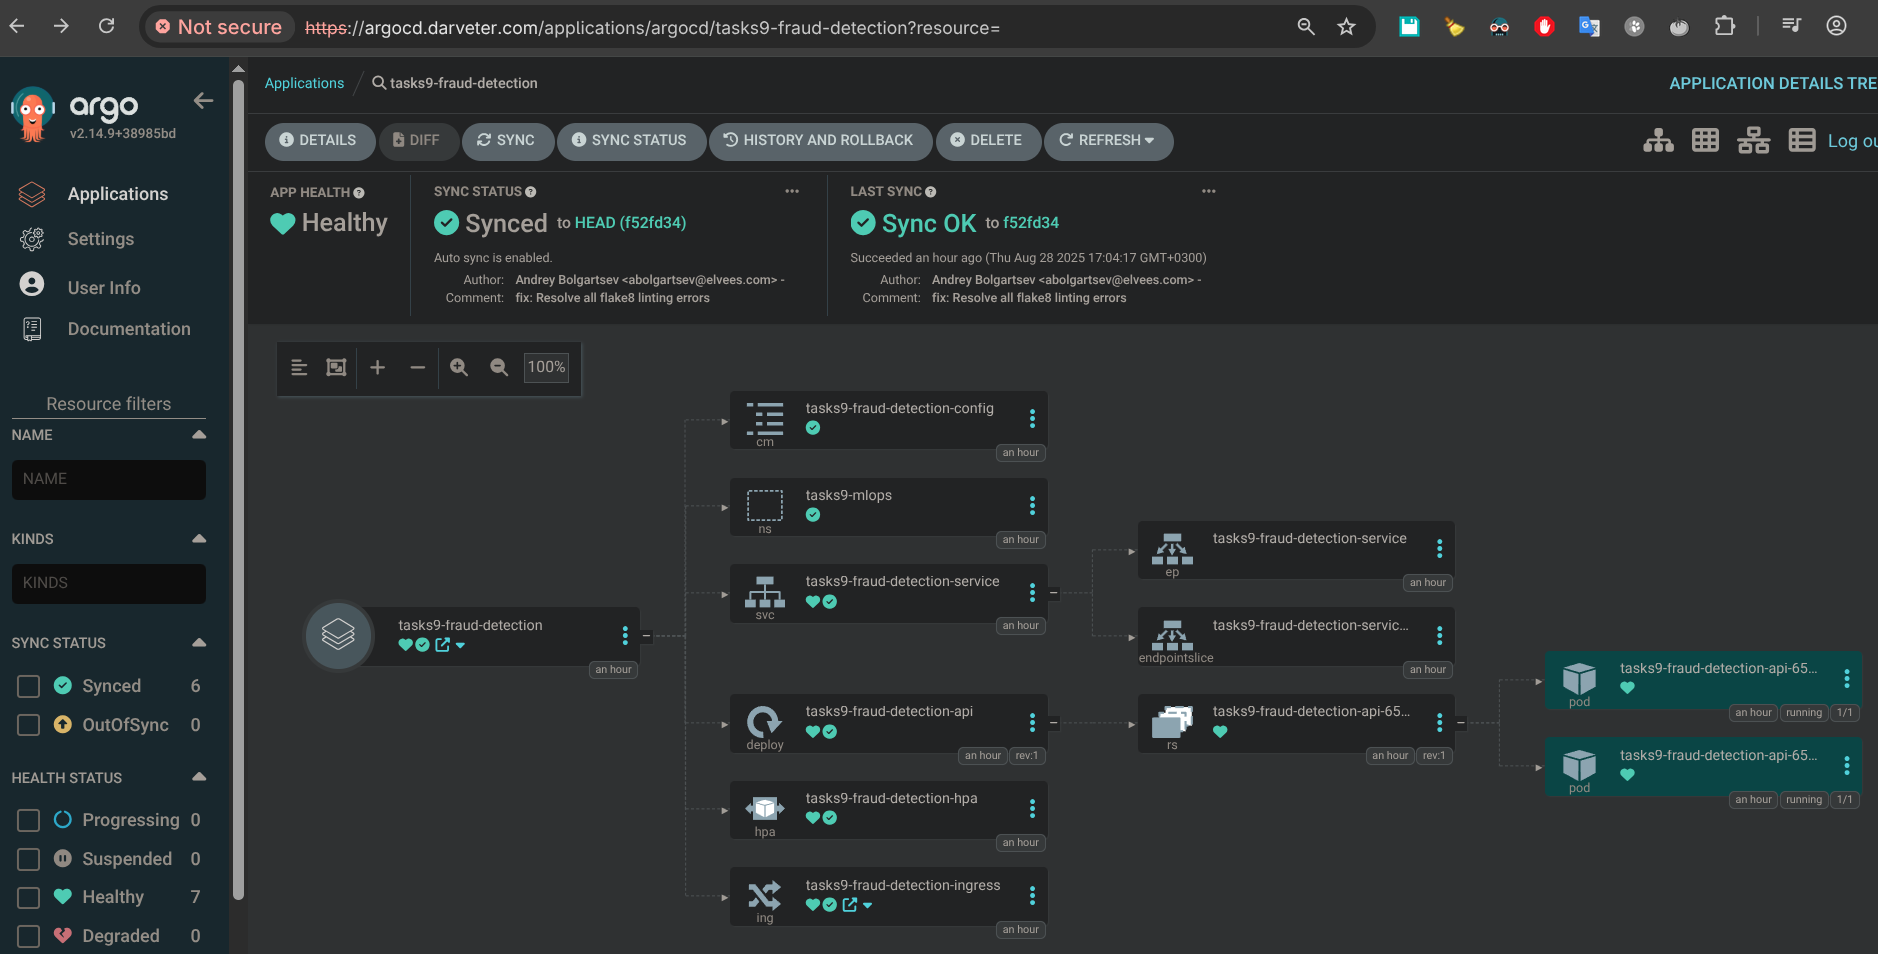 Not secure https://argocd.darveter.com/applications/argocd/tasks9-fraud-detection?resource=
argo
v2.14.9+38985bd
Applications
Settings
User Info
Documentation
Resource filters
NAME
NAME
KINDS
KINDS
SYNC STATUS
Synced 6
OutOfSync 0
HEALTH STATUS
Progressing 0
Suspended 0
Healthy 7
Degraded 0
Applications / tasks9-fraud-detection
APPLICATION DETAILS TRE
DETAILS DIFF SYNC SYNC STATUS HISTORY AND ROLLBACK DELETE REFRESH
Log ou
APP HEALTH
Healthy
SYNC STATUS
Synced to HEAD (f52fd34)
Auto sync is enabled.
Author: Andrey Bolgartsev <abolgartsev@elvees.com> -
Comment: fix: Resolve all flake8 linting errors
LAST SYNC
Sync OK to f52fd34
Succeeded an hour ago (Thu Aug 28 2025 17:04:17 GMT+0300)
Author: Andrey Bolgartsev <abolgartsev@elvees.com> -
Comment: fix: Resolve all flake8 linting errors
100%
tasks9-fraud-detection
an hour
tasks9-fraud-detection-config
cm
an hour
tasks9-mlops
ns
an hour
tasks9-fraud-detection-service
svc
an hour
tasks9-fraud-detection-api
deploy
an hour rev:1
tasks9-fraud-detection-hpa
hpa
an hour
tasks9-fraud-detection-ingress
ing
an hour
tasks9-fraud-detection-service
ep
an hour
tasks9-fraud-detection-servic...
endpointslice
an hour
tasks9-fraud-detection-api-65...
rs
an hour rev:1
tasks9-fraud-detection-api-65...
pod
an hour running 1/1
tasks9-fraud-detection-api-65...
pod
an hour running 1/1